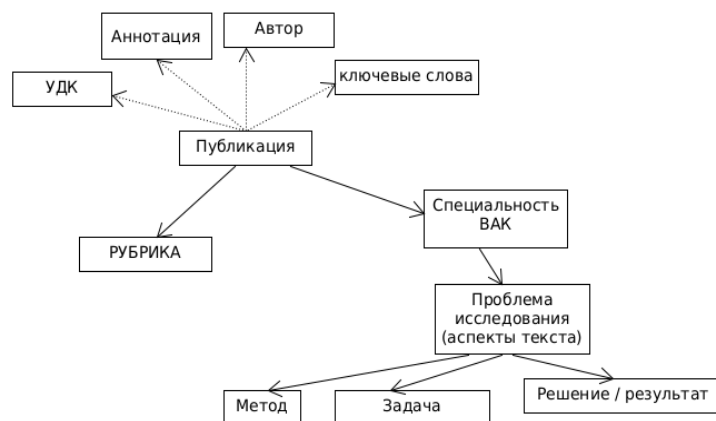 Аннотация
Автор
ключевые слова
УДК
Публикация
Специальность
ВАК
РУБРИКА
Проблема
исследования
(аспекты текста)
Метод
Задача
Решение / результат